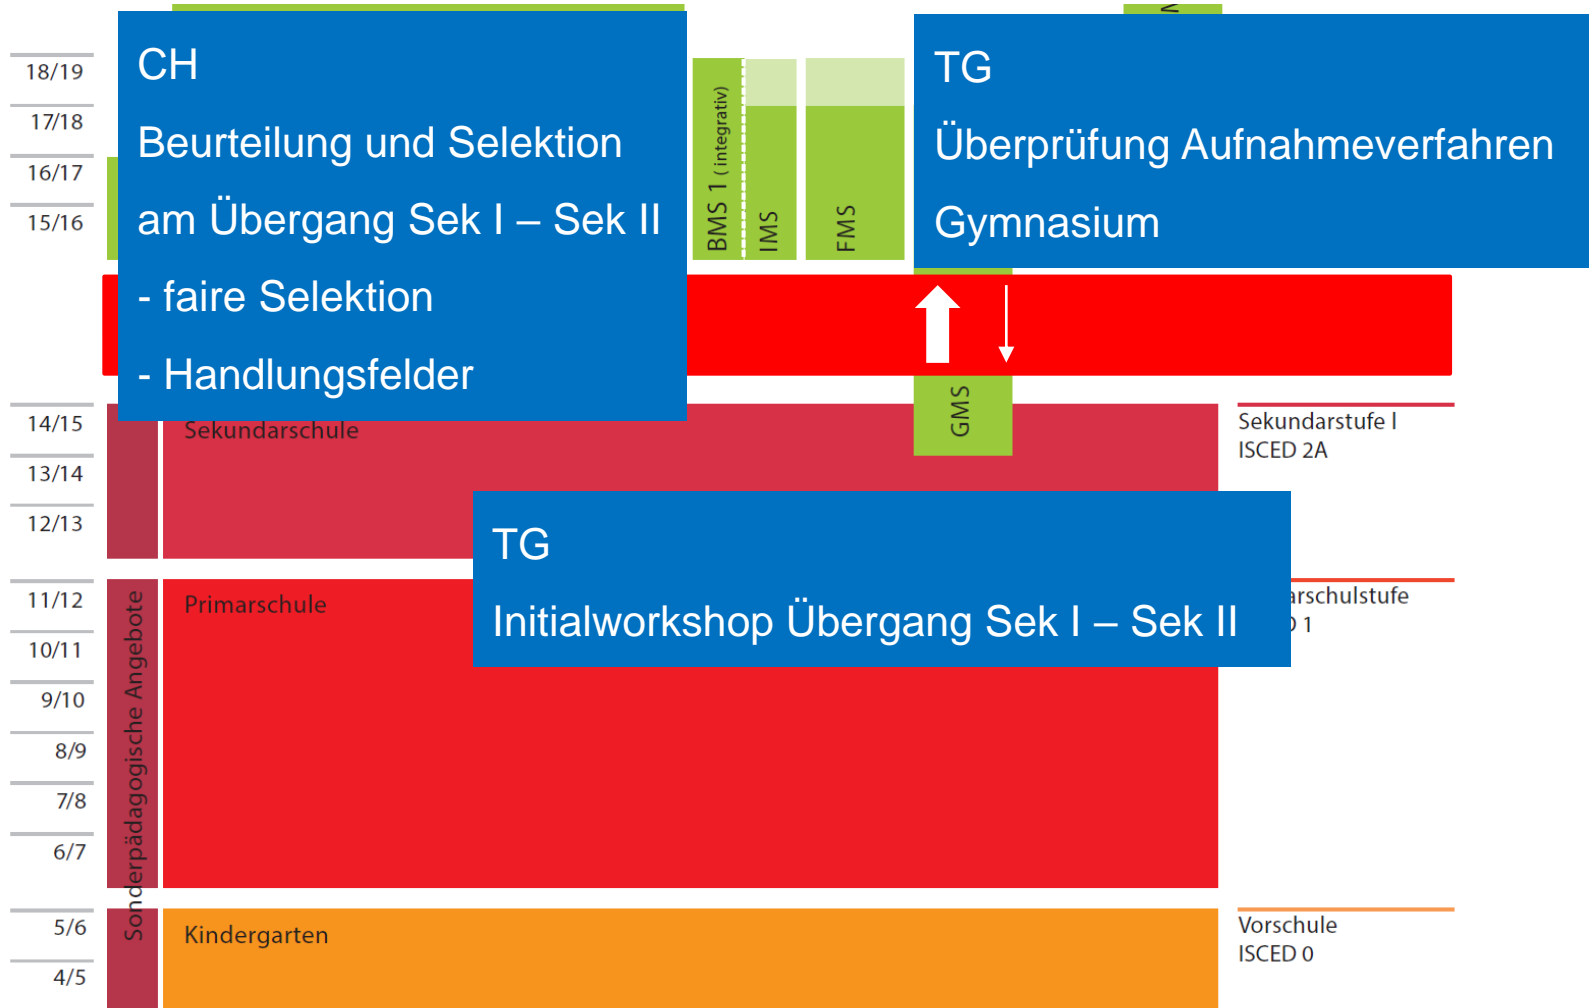 CH
Beurteilung und Selektion
am Übergang Sek I – Sek II
- faire Selektion
- Handlungsfelder
TG
Überprüfung Aufnahmeverfahren
Gymnasium
18/19
17/18
16/17
15/16
BMS 1 (integrativ)
IMS
FMS
14/15
13/14
12/13
Sekundarschule
GMS
Sekundarstufe I
ISCED 2A
TG
Initialworkshop Übergang Sek I – Sek II
11/12
10/11
9/10
8/9
7/8
6/7
Sonderpädagogische Angebote
Primarschule
1
5/6
4/5
Kindergarten
Vorschule
ISCED 0